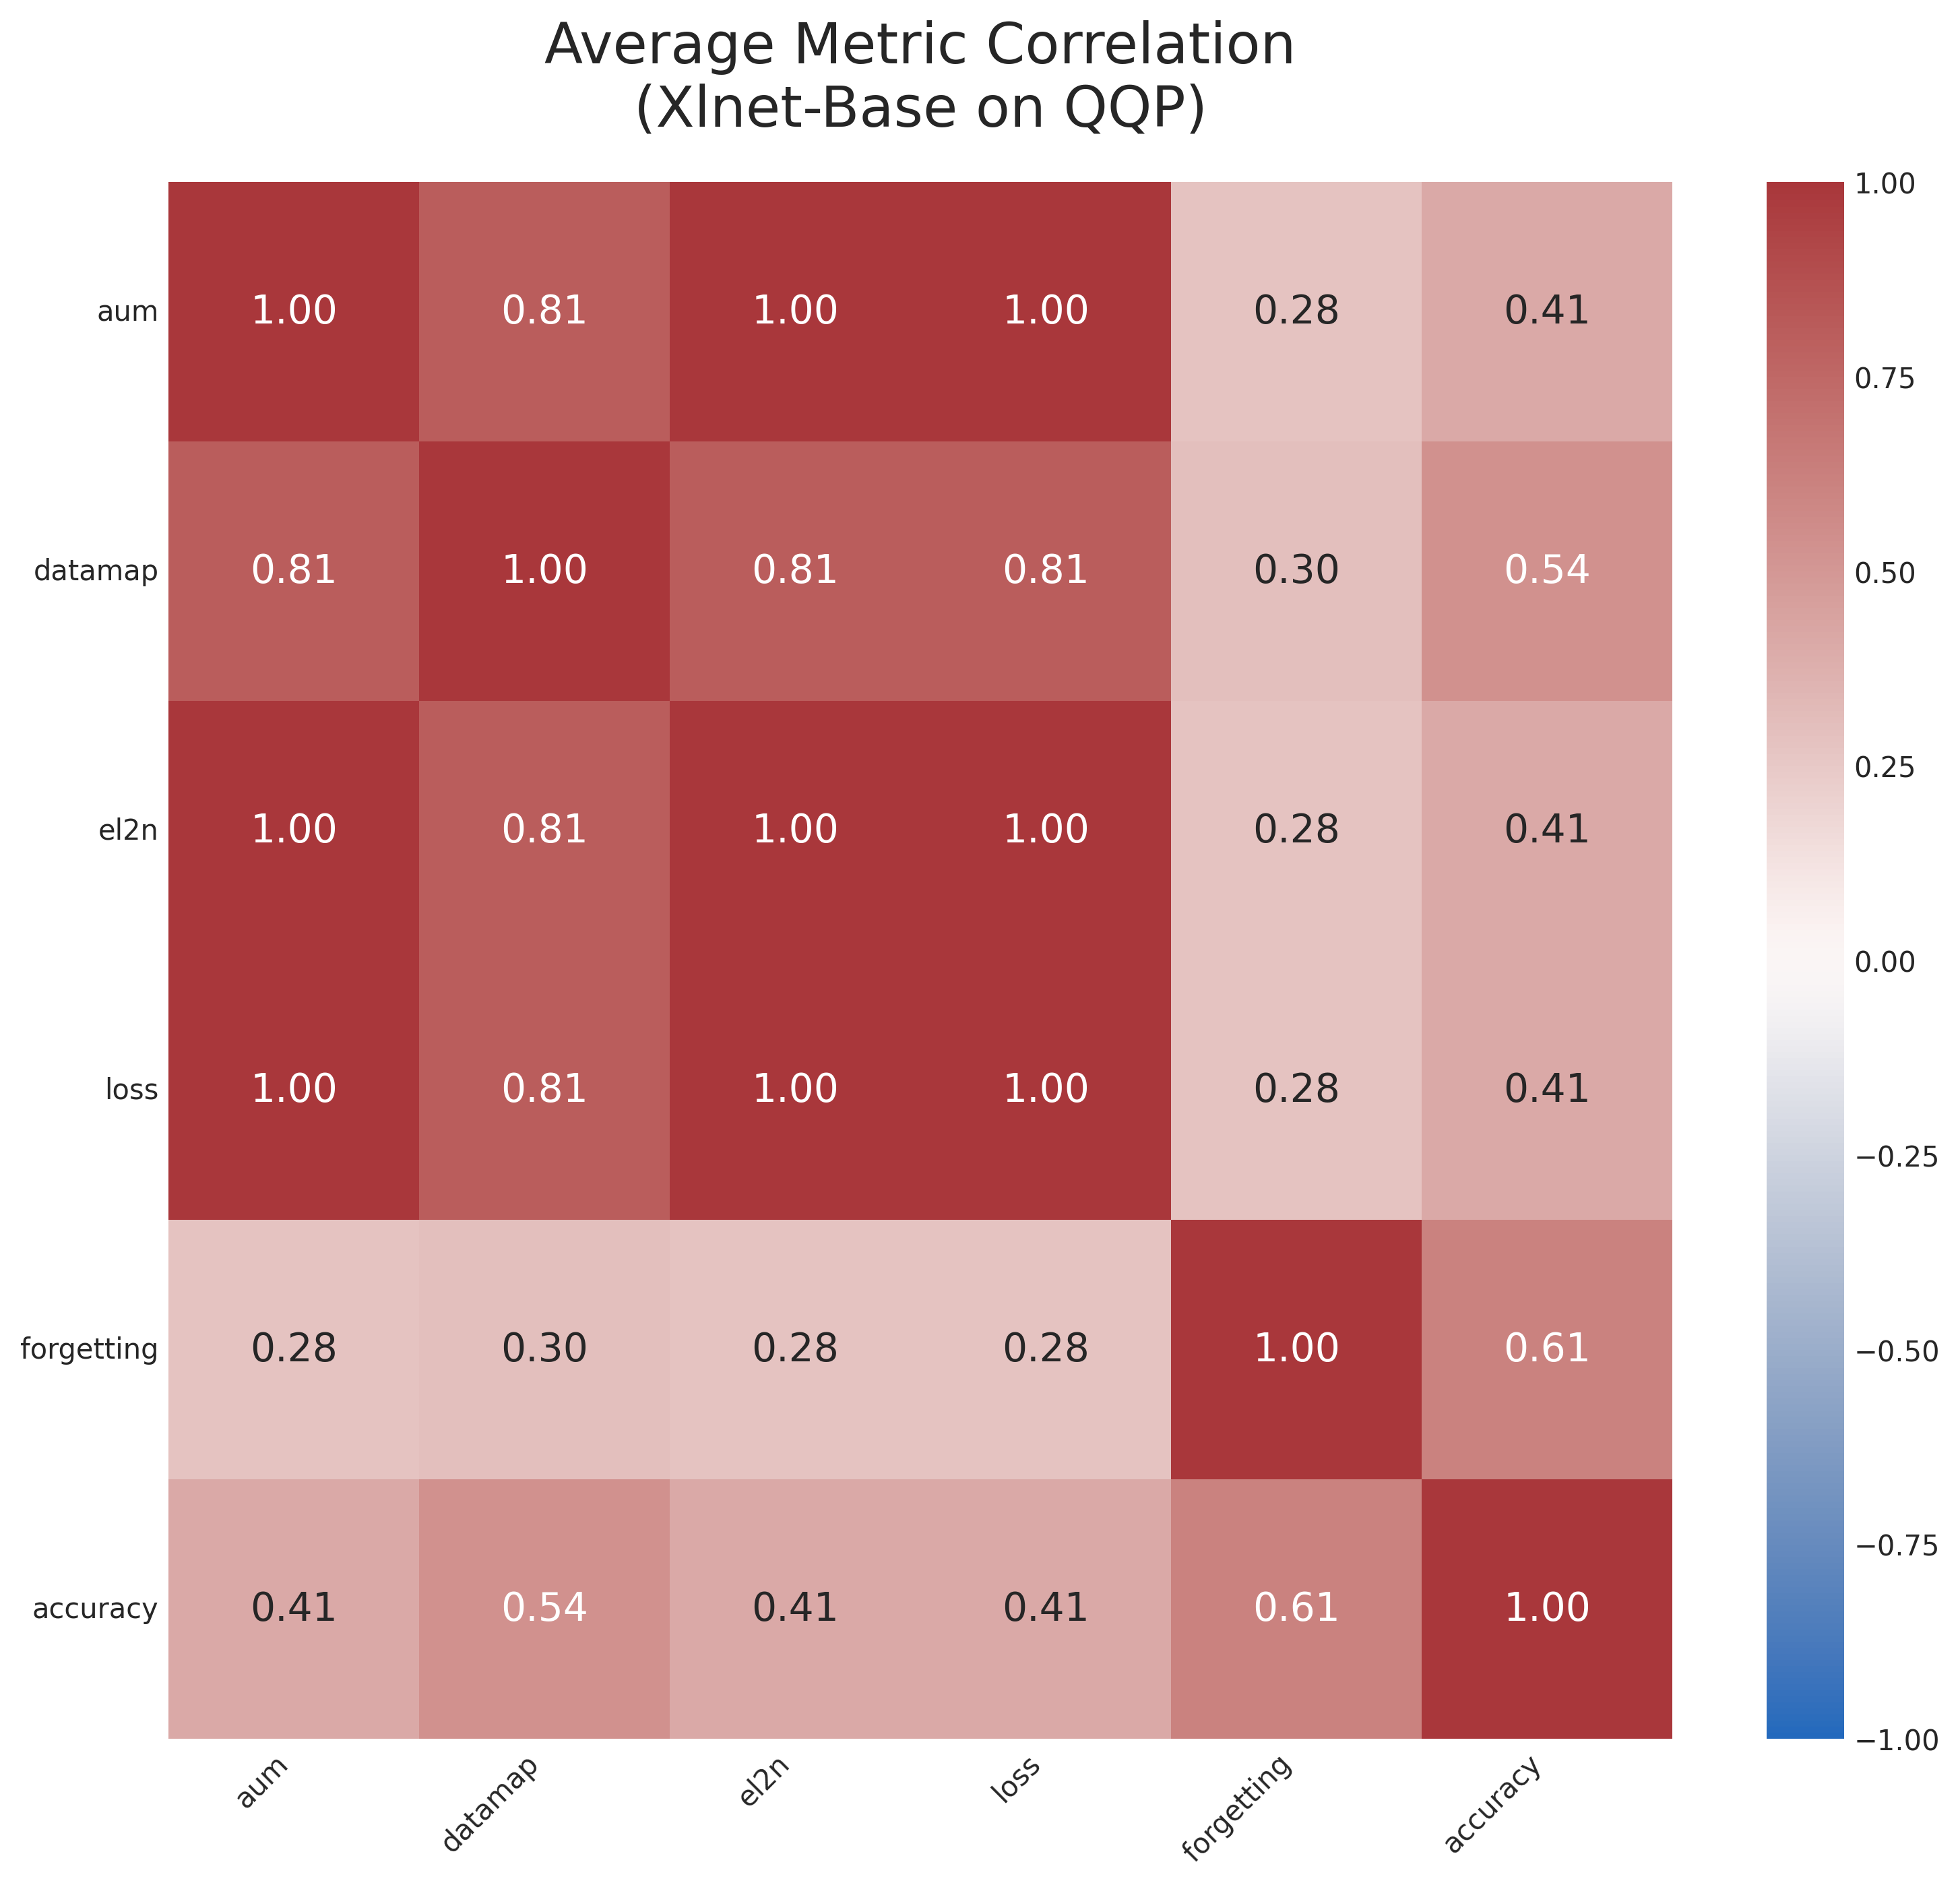 Average Metric Correlation
(Xlnet-Base on QQP)
aum 1.00 0.81 1.00 1.00 0.28 0.41
datamap 0.81 1.00 0.81 0.81 0.30 0.54
el2n 1.00 0.81 1.00 1.00 0.28 0.41
loss 1.00 0.81 1.00 1.00 0.28 0.41
forgetting 0.28 0.30 0.28 0.28 1.00 0.61
accuracy 0.41 0.54 0.41 0.41 0.61 1.00
aum datamap el2n loss forgetting accuracy
1.00
0.75
0.50
0.25
0.00
−0.25
−0.50
−0.75
−1.00